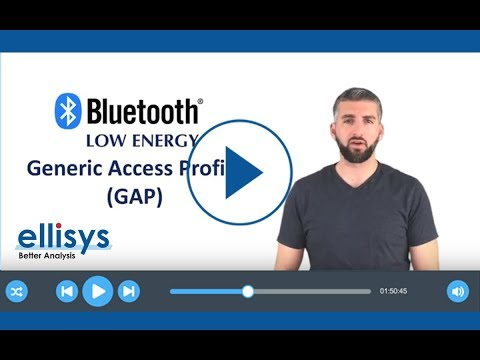 Bluetooth®
LOW ENERGY
Generic Access Profi
(GAP)
ellisys
Better Analysis
01:50:45